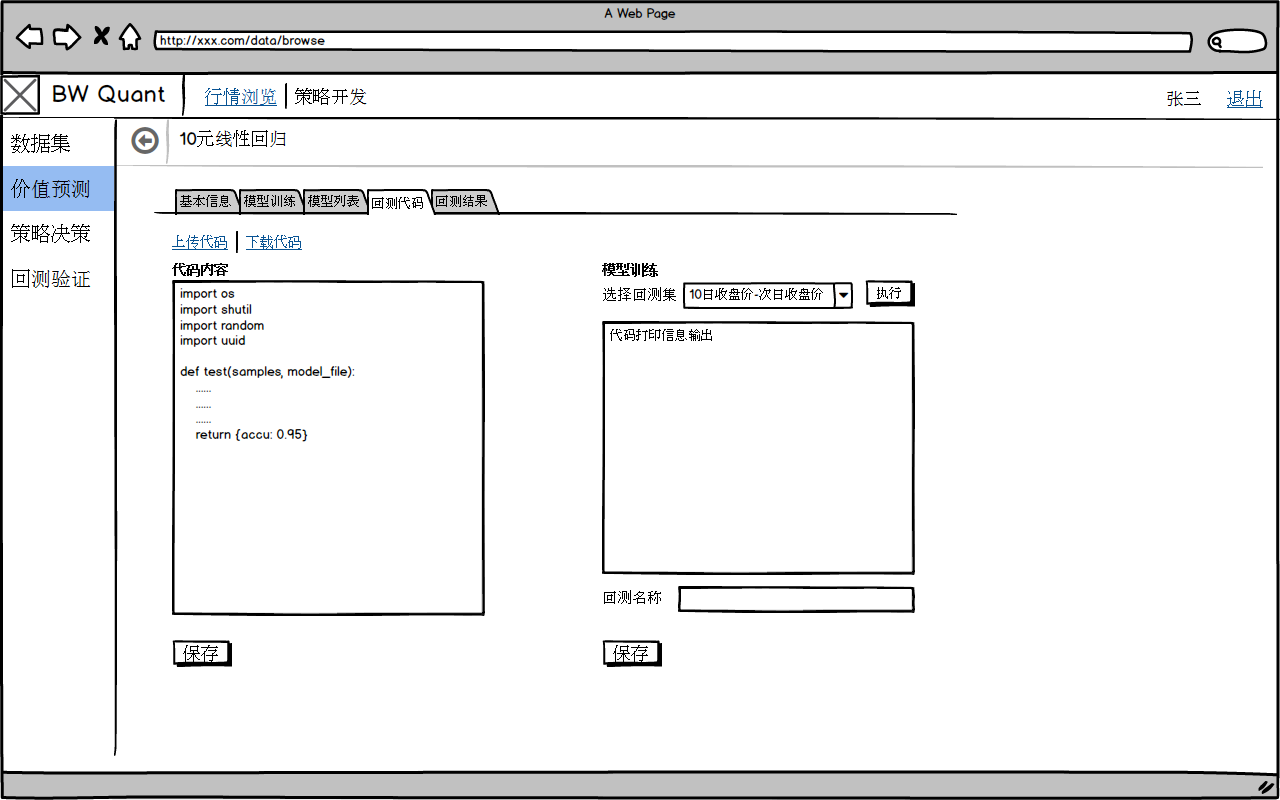 A Web Page
http://xxx.com/data/browse
BW Quant
行情浏览
策略开发
张三
退出
数据集
价值预测
策略决策
回测验证
10元线性回归
基本信息
模型训练
模型列表
回测代码
回测结果
上传代码
下载代码
代码内容
import os
import shutil
import random
import uuid
def test(samples, model_file):
......
......
......
return {accu: 0.95}
保存
模型训练
选择回测集
10日收盘价-次日收盘价
执行
代码打印信息输出
回测名称
保存